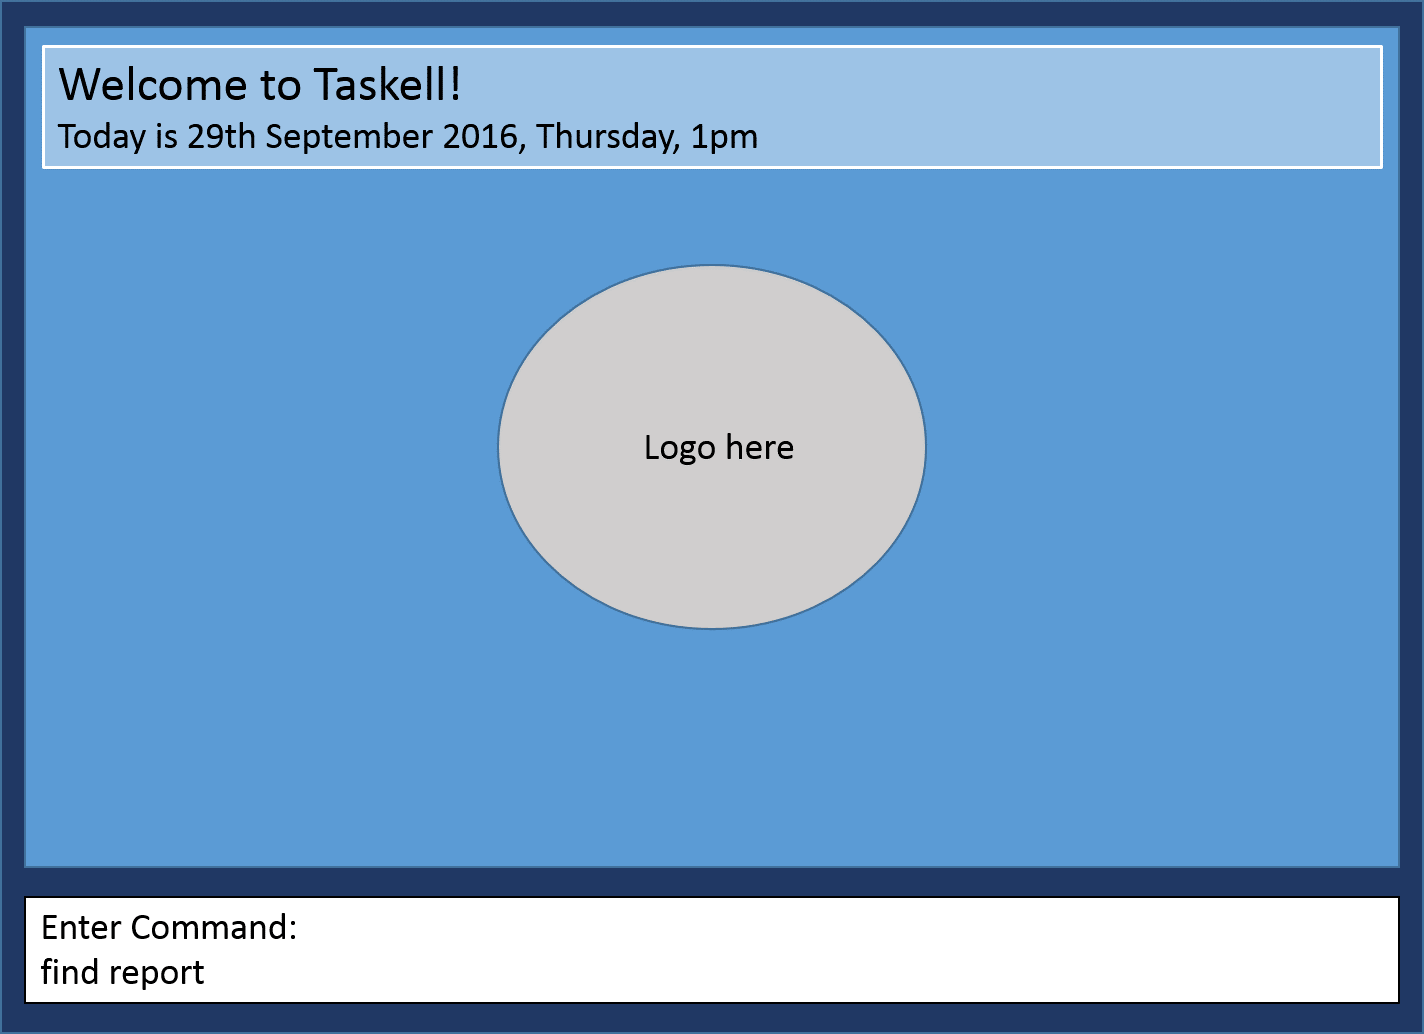 Welcome to Taskell!
Today is 29th September 2016, Thursday, 1pm
Logo here
Enter Command:
find report